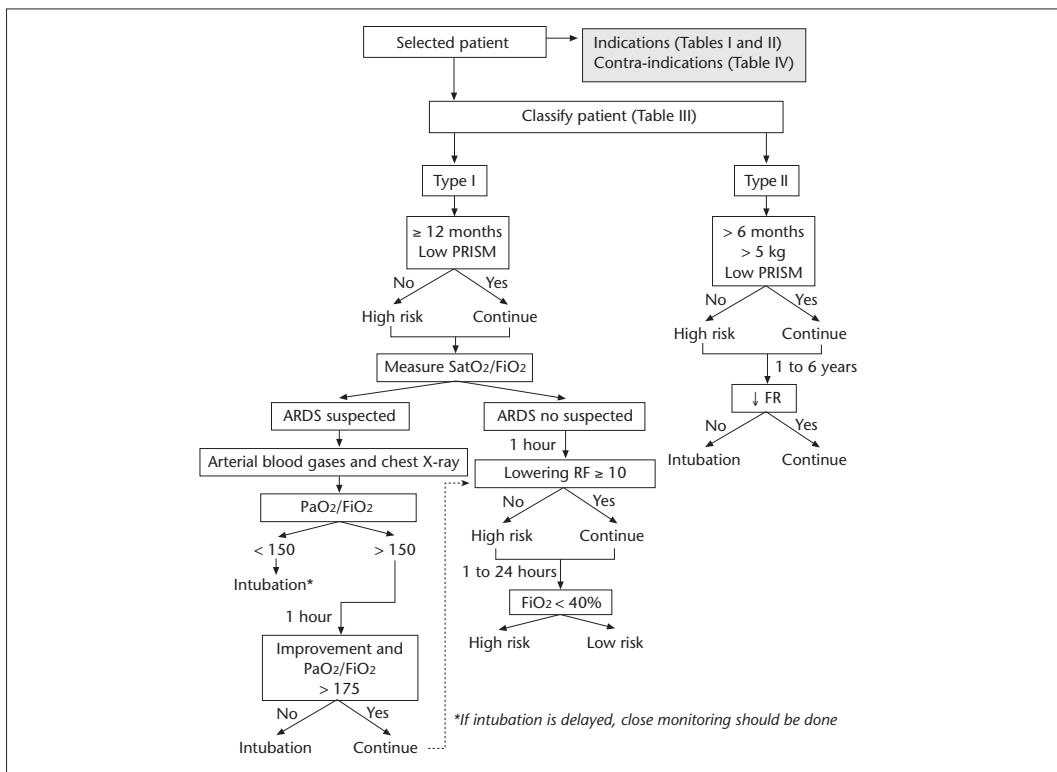 Selected patient
Indications (Tables I and II)
Contra-indications (Table IV)
Classify patient (Table III)
Type I
Type II
≥ 12 months
Low PRISM
> 6 months
> 5 kg
Low PRISM
No
Yes
No
Yes
High risk
Continue
High risk
Continue
Measure SatO2/FiO2
1 to 6 years
ARDS suspected
ARDS no suspected
↓ FR
1 hour
No
Yes
Arterial blood gases and chest X-ray
Lowering RF ≥ 10
Intubation
Continue
PaO2/FiO2
No
Yes
< 150
> 150
High risk
Continue
Intubation*
1 to 24 hours
1 hour
FiO2 < 40%
High risk
Low risk
Improvement and
PaO2/FiO2
> 175
No
Yes
*If intubation is delayed, close monitoring should be done
Intubation
Continue